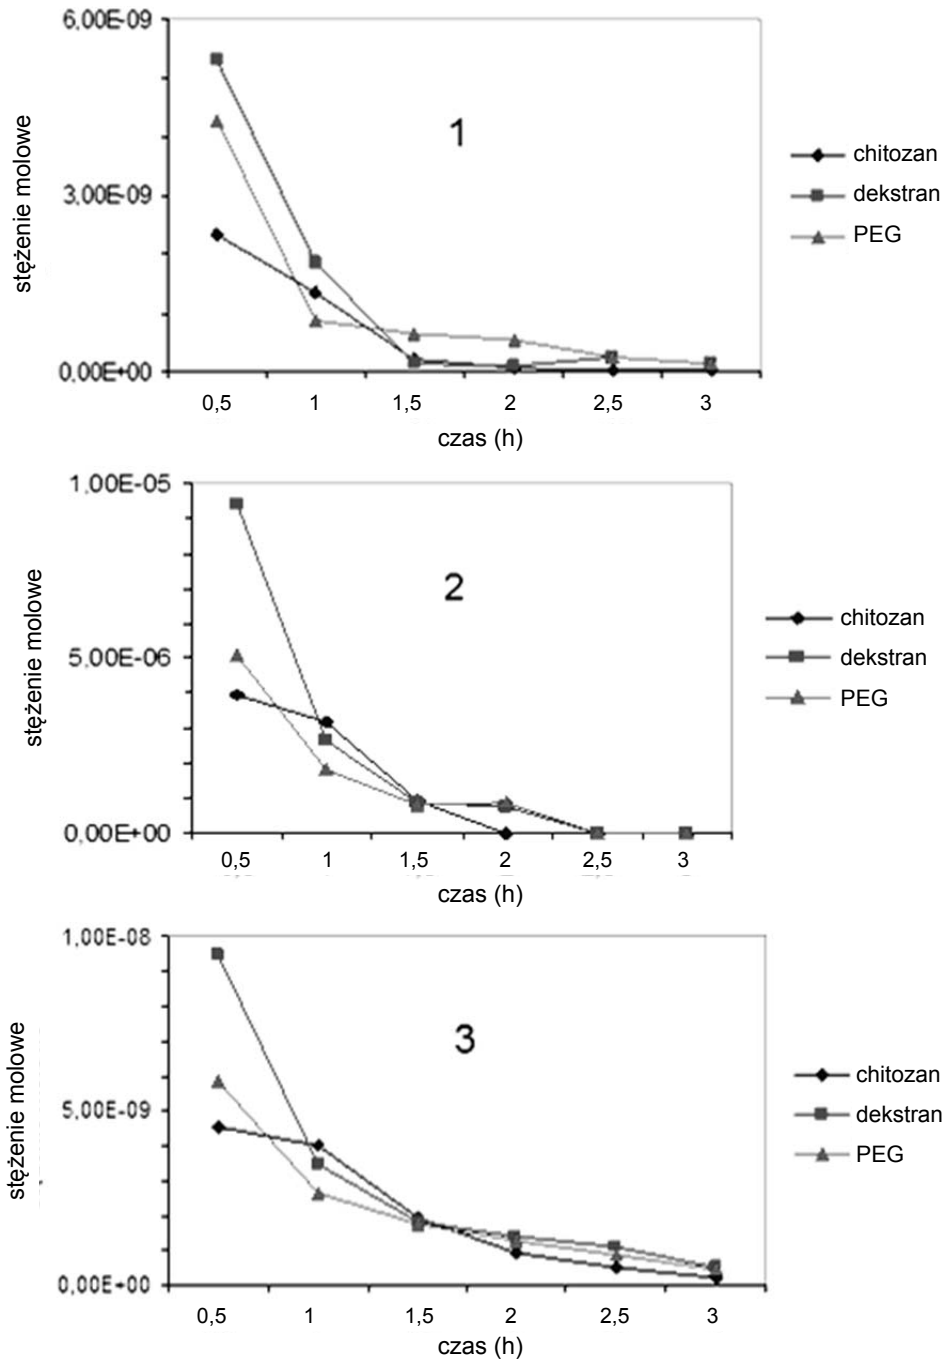 6,00E-09
3,00E-09
0,00E+00
stężenie molowe
1
0,5 1 1,5 2 2,5 3
czas (h)
chitozan
dekstran
PEG
1,00E-05
5,00E-06
0,00E+00
stężenie molowe
2
0,5 1 1,5 2 2,5 3
czas (h)
chitozan
dekstran
PEG
1,00E-08
5,00E-09
0,00E+00
stężenie molowe
3
0,5 1 1,5 2 2,5 3
czas (h)
chitozan
dekstran
PEG